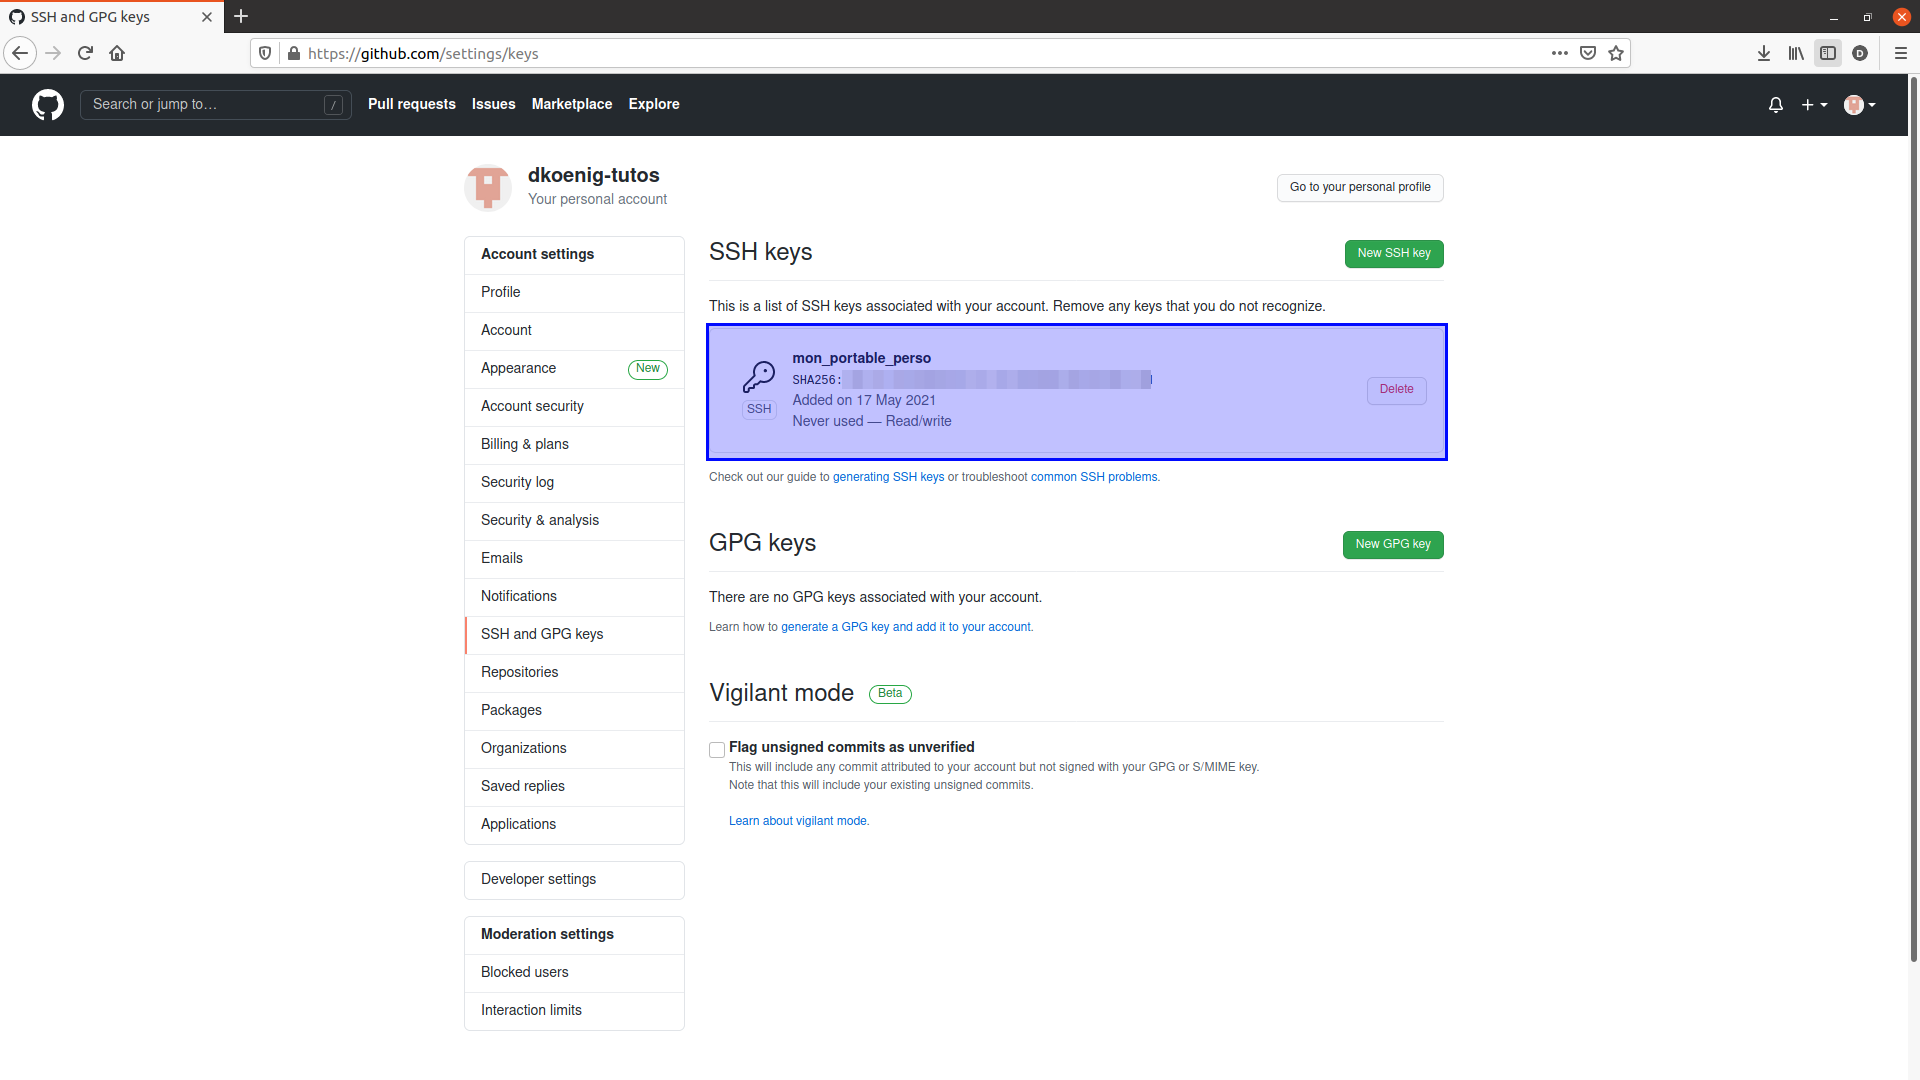 SSH and GPG keys
https://github.com/settings/keys
D
Search or jump to… /
Pull requests Issues Marketplace Explore
dkoenig-tutos
Your personal account
Go to your personal profile
Account settings
Profile
Account
Appearance New
Account security
Billing & plans
Security log
Security & analysis
Emails
Notifications
SSH and GPG keys
Repositories
Packages
Organizations
Saved replies
Applications
Developer settings
Moderation settings
Blocked users
Interaction limits
SSH keys
New SSH key
This is a list of SSH keys associated with your account. Remove any keys that you do not recognize.
SSH
mon_portable_perso
SHA256:
Added on 17 May 2021
Never used — Read/write
Delete
Check out our guide to generating SSH keys or troubleshoot common SSH problems.
GPG keys
New GPG key
There are no GPG keys associated with your account.
Learn how to generate a GPG key and add it to your account.
Vigilant mode Beta
Flag unsigned commits as unverified
This will include any commit attributed to your account but not signed with your GPG or S/MIME key.
Note that this will include your existing unsigned commits.
Learn about vigilant mode.